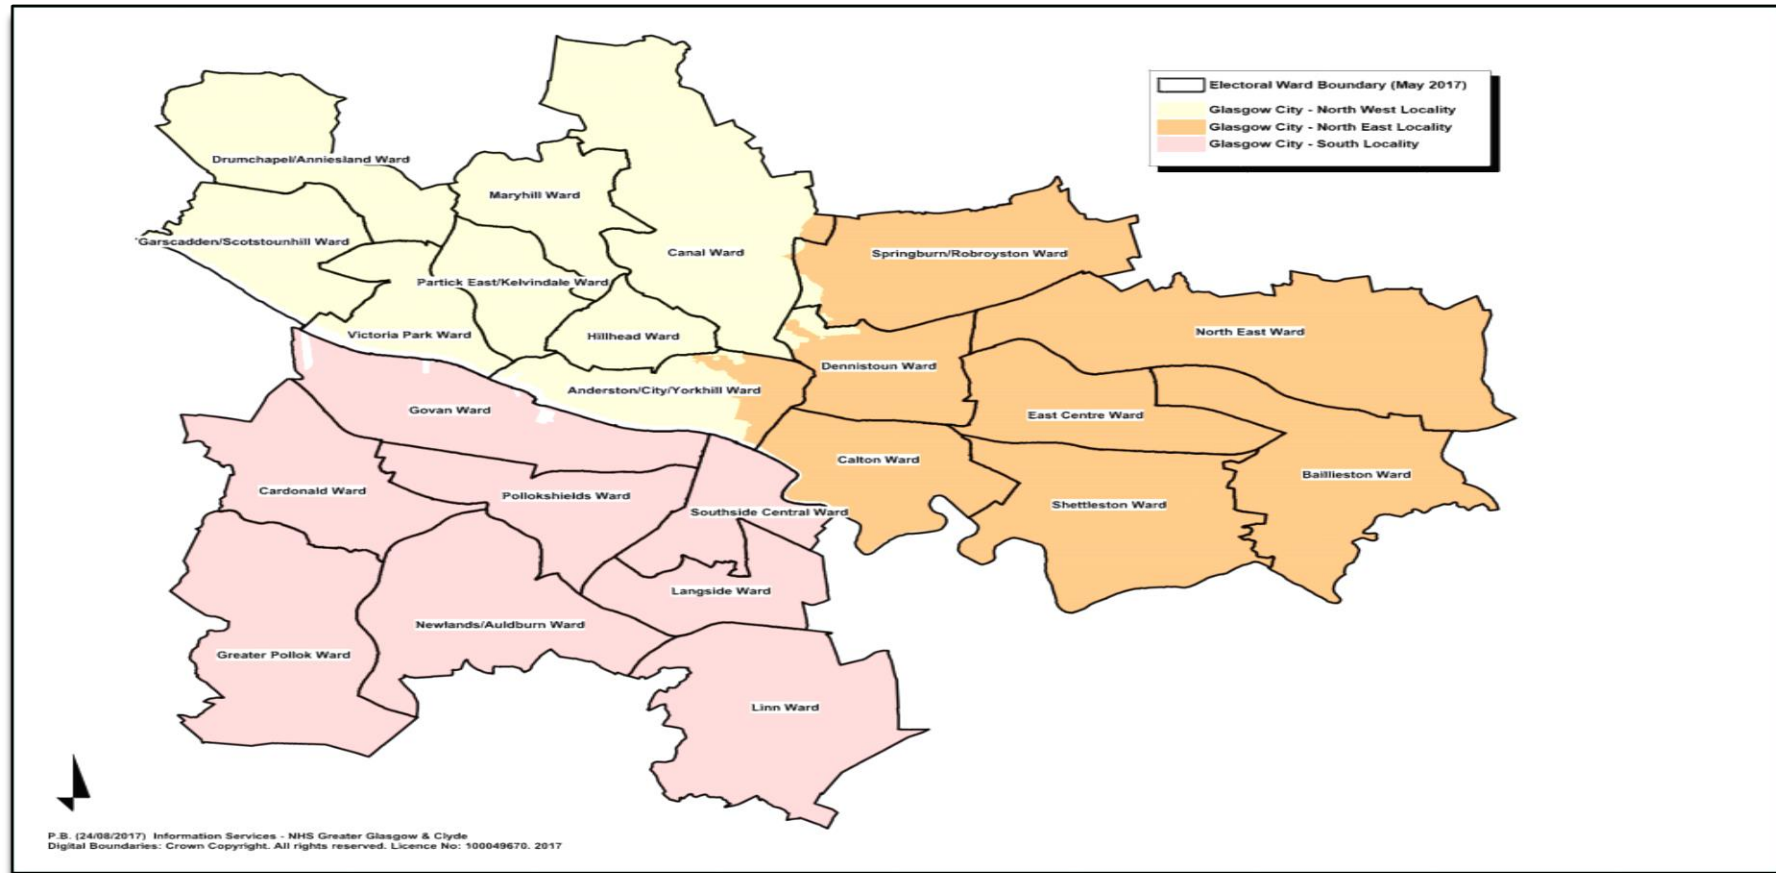 Electoral Ward Boundary (May 2017)
Glasgow City - North West Locality
Glasgow City - North East Locality
Glasgow City - South Locality
Drumchapel/Anniesland Ward
Maryhill Ward
Garscadden/Scotstounhill Ward
Canal Ward
Springburn/Robroyston Ward
Partick East/Kelvindale Ward
Victoria Park Ward
Hillhead Ward
North East Ward
Dennistoun Ward
Anderston/City/Yorkhill Ward
Govan Ward
East Centre Ward
Calton Ward
Baillieston Ward
Cardonald Ward
Pollokshields Ward
Shettleston Ward
Southside Central Ward
Langside Ward
Newlands/Auldburn Ward
Greater Pollok Ward
Linn Ward
P.B. (24/08/2017) Information Services - NHS Greater Glasgow & Clyde
Digital Boundaries: Crown Copyright. All rights reserved. Licence No: 100049670. 2017